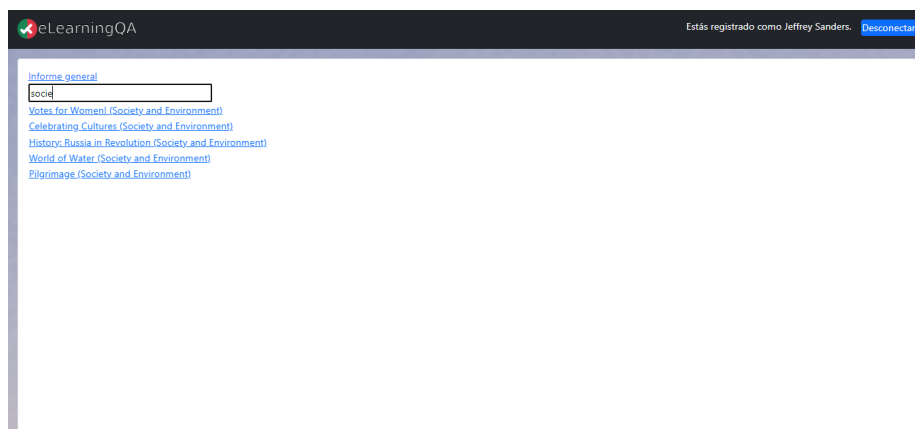 eLearningQA
Estás registrado como Jeffrey Sanders. Desconectar
Informe general
socie
Votes for Women! (Society and Environment)
Celebrating Cultures (Society and Environment)
History: Russia in Revolution (Society and Environment)
World of Water (Society and Environment)
Pilgrimage (Society and Environment)